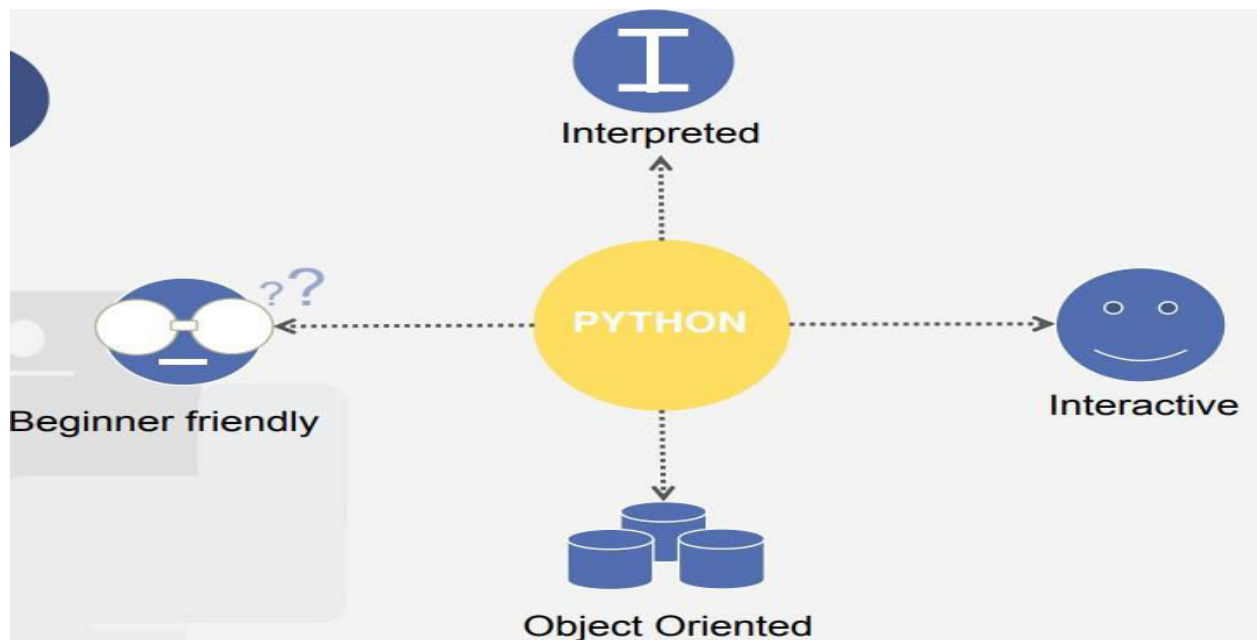 I
Interpreted
??
PYTHON
Beginner friendly
Interactive
Object Oriented